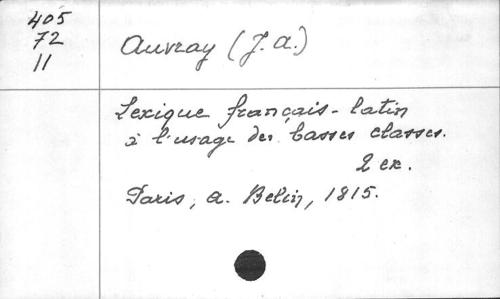 405
72
11
Auvray (J. A.)
Lexique français-latin
à l'usage des basses classes.
2 ex.
Paris, A. Belin, 1815.